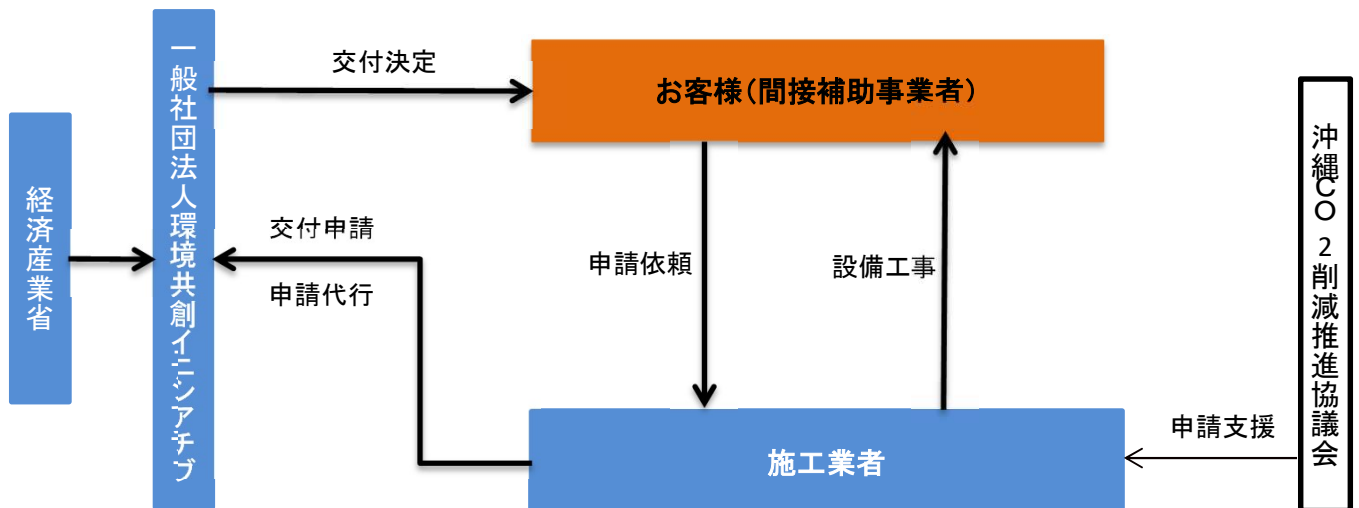 経済産業省
一般社団法人環境共創イニシアチブ
交付決定
お客様(間接補助事業者)
交付申請
申請代行
申請依頼
設備工事
施工業者
申請支援
沖縄CO2削減推進協議会